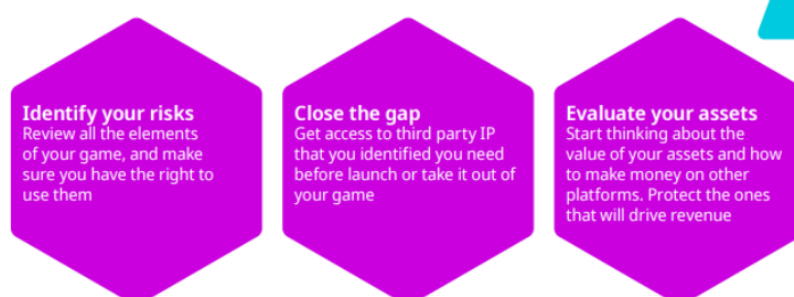 Identify your risks
Review all the elements
of your game, and make
sure you have the right to
use them
Close the gap
Get access to third party IP
that you identified you need
before launch or take it out of
your game
Evaluate your assets
Start thinking about the
value of your assets and how
to make money on other
platforms. Protect the ones
that will drive revenue